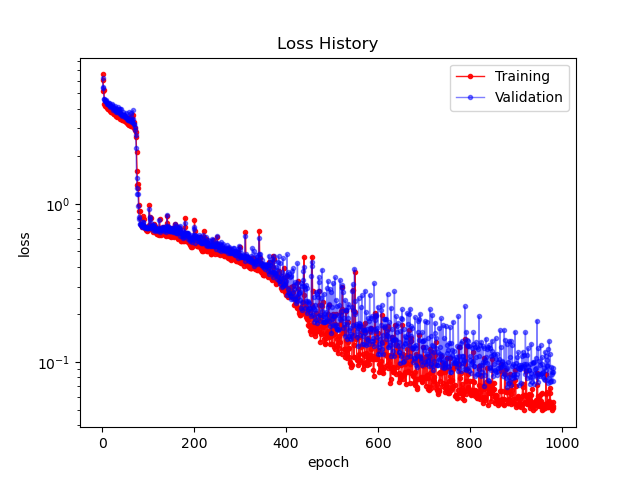 Loss History
Training
Validation
10⁰
10⁻¹
loss
0 200 400 600 800 1000
epoch